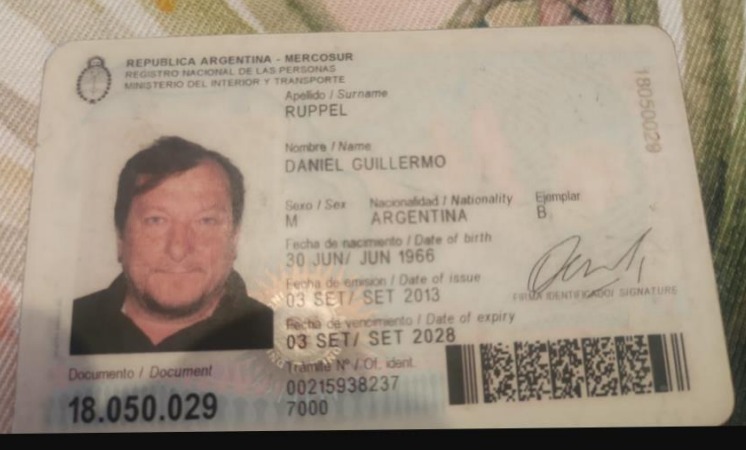 REPUBLICA ARGENTINA - MERCOSUR
REGISTRO NACIONAL DE LAS PERSONAS
MINISTERIO DEL INTERIOR Y TRANSPORTE
Apellido / Surname
RUPPEL
Nombre / Name
DANIEL GUILLERMO
Sexo / Sex Nacionalidad / Nationality Ejemplar
M ARGENTINA B
Fecha de nacimiento / Date of birth
30 JUN/ JUN 1966
Fecha de emisión / Date of issue
03 SET/ SET 2013
FIRMA IDENTIFICADO/ SIGNATURE
Fecha de vencimiento / Date of expiry
03 SET/ SET 2028
Documento / Document
18.050.029
Trámite Nº / Of. ident.
00215938237
7000
18050029